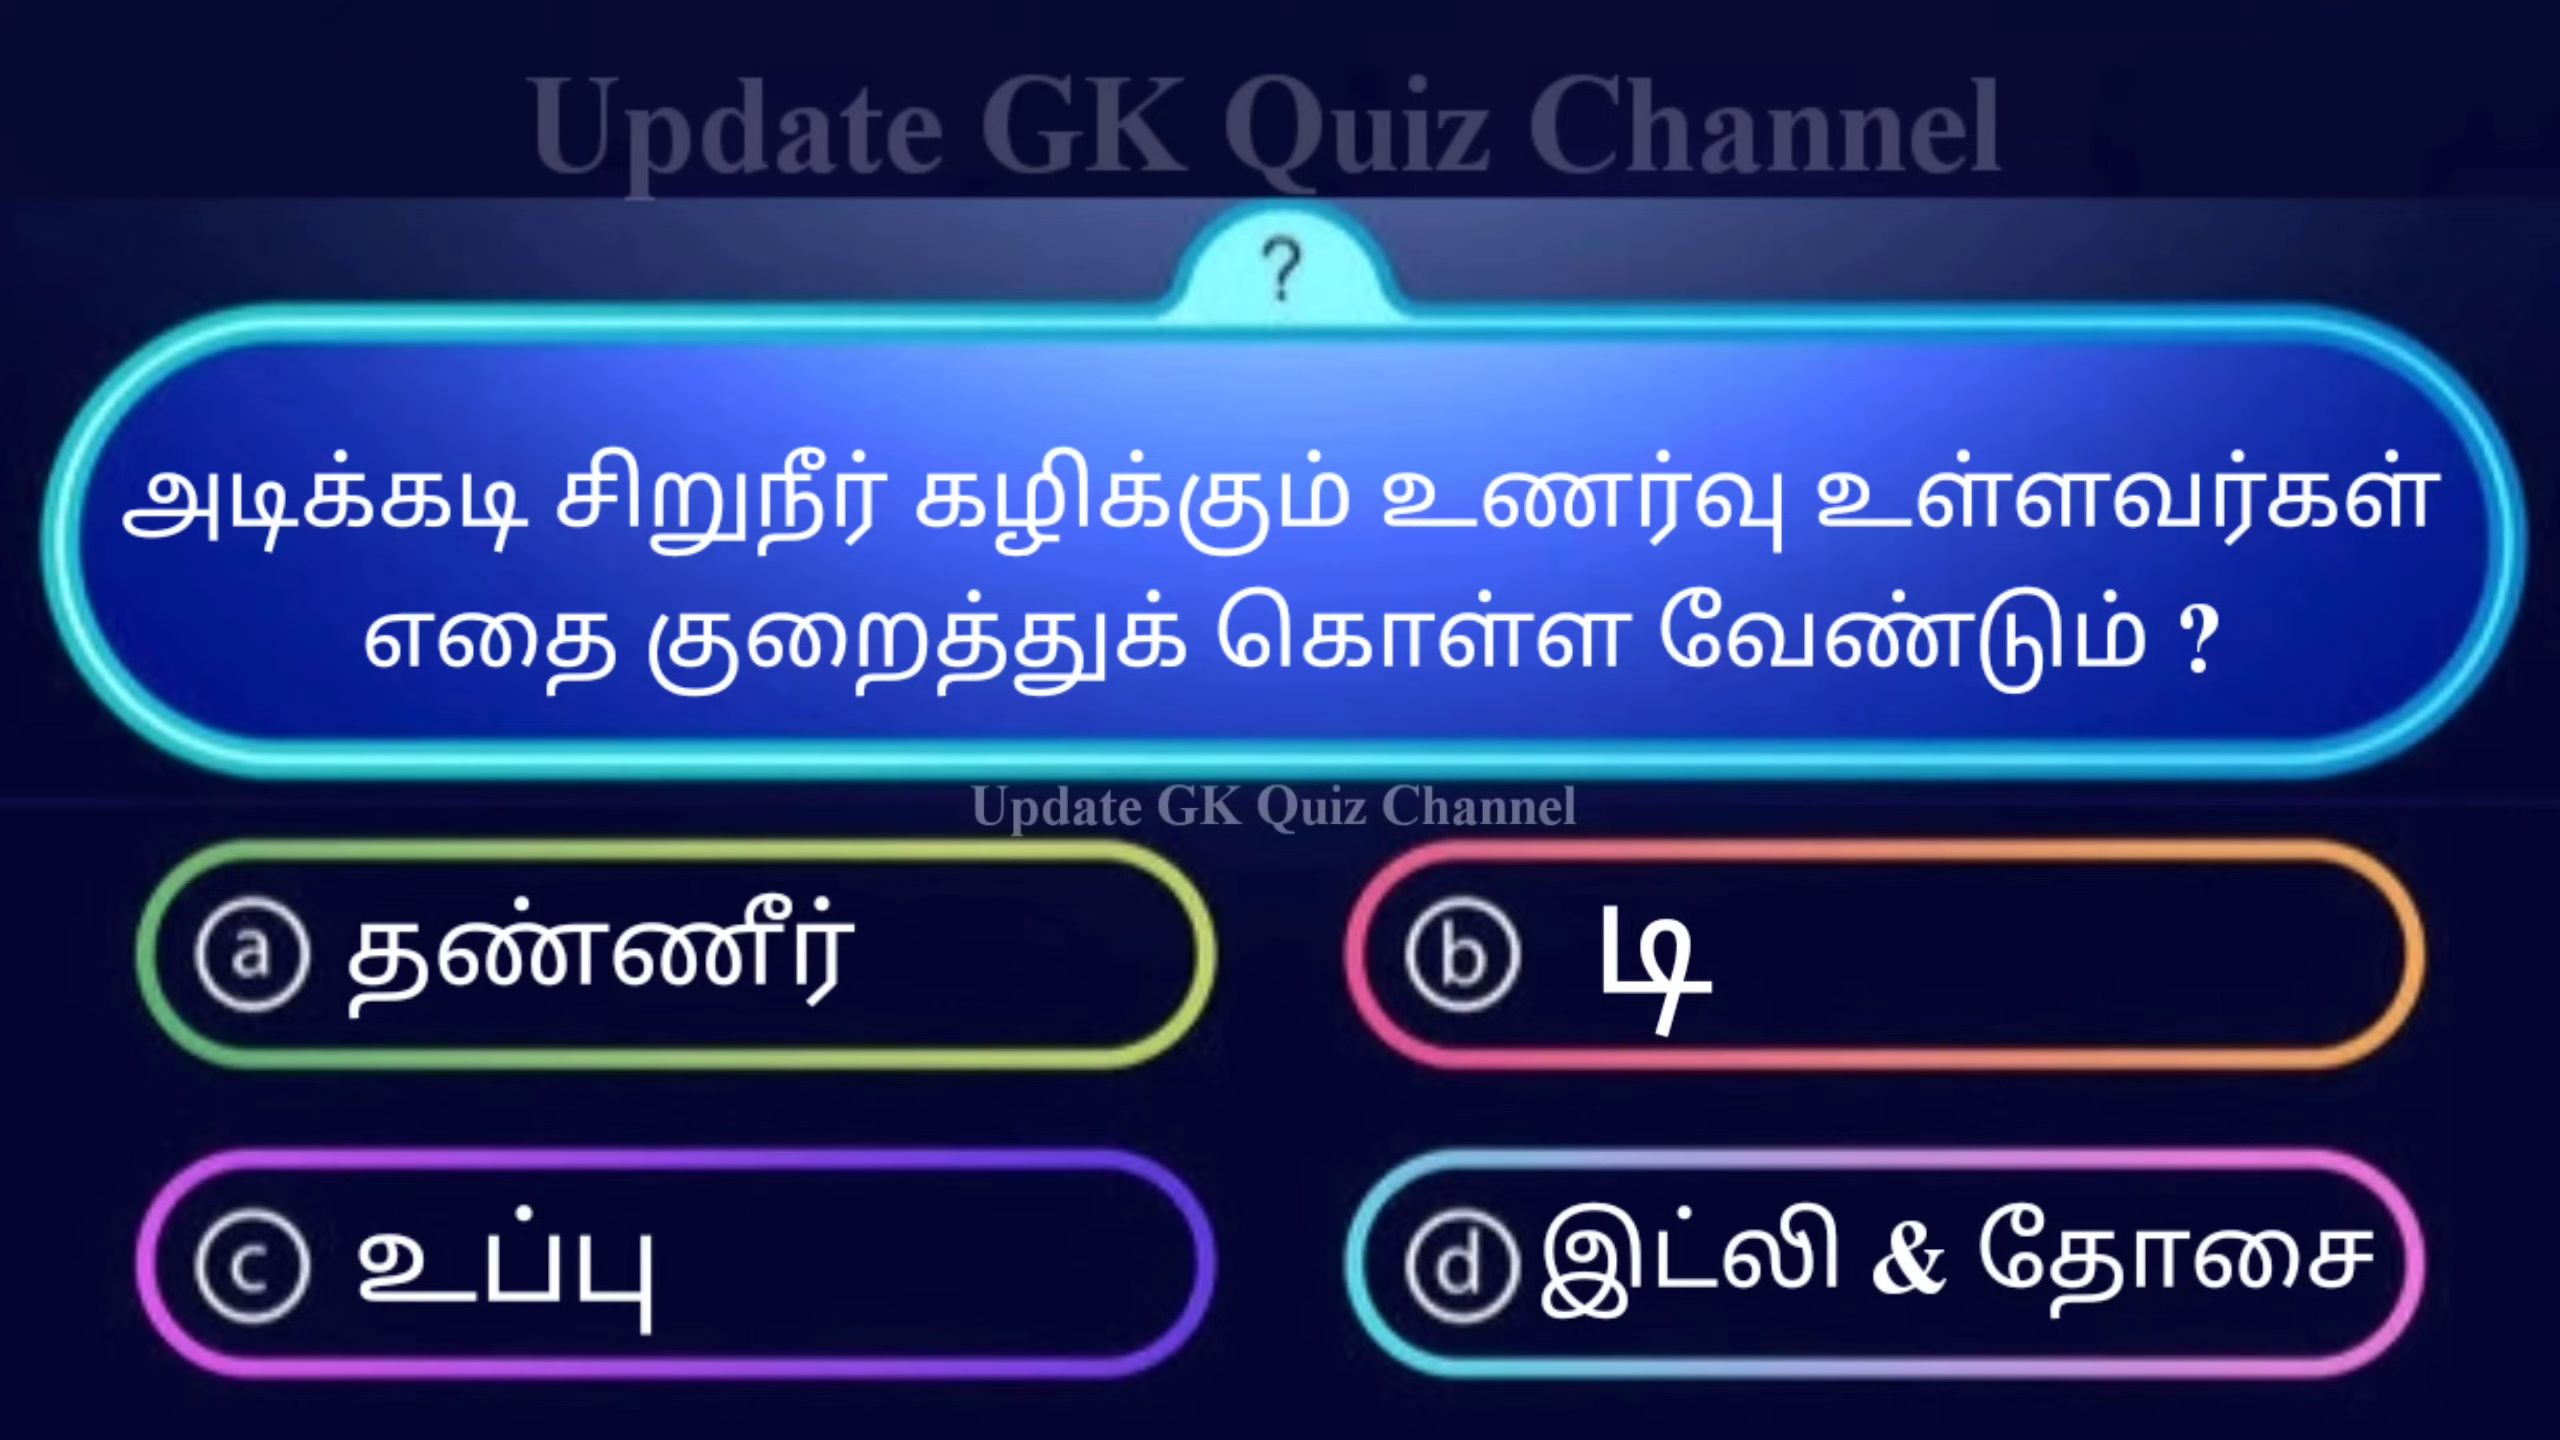 Update GK Quiz Channel
?
அடிக்கடி சிறுநீர் கழிக்கும் உணர்வு உள்ளவர்கள்
எதை குறைத்துக் கொள்ள வேண்டும் ?
Update GK Quiz Channel
a தண்ணீர்
b டி
c உப்பு
d இட்லி & தோசை